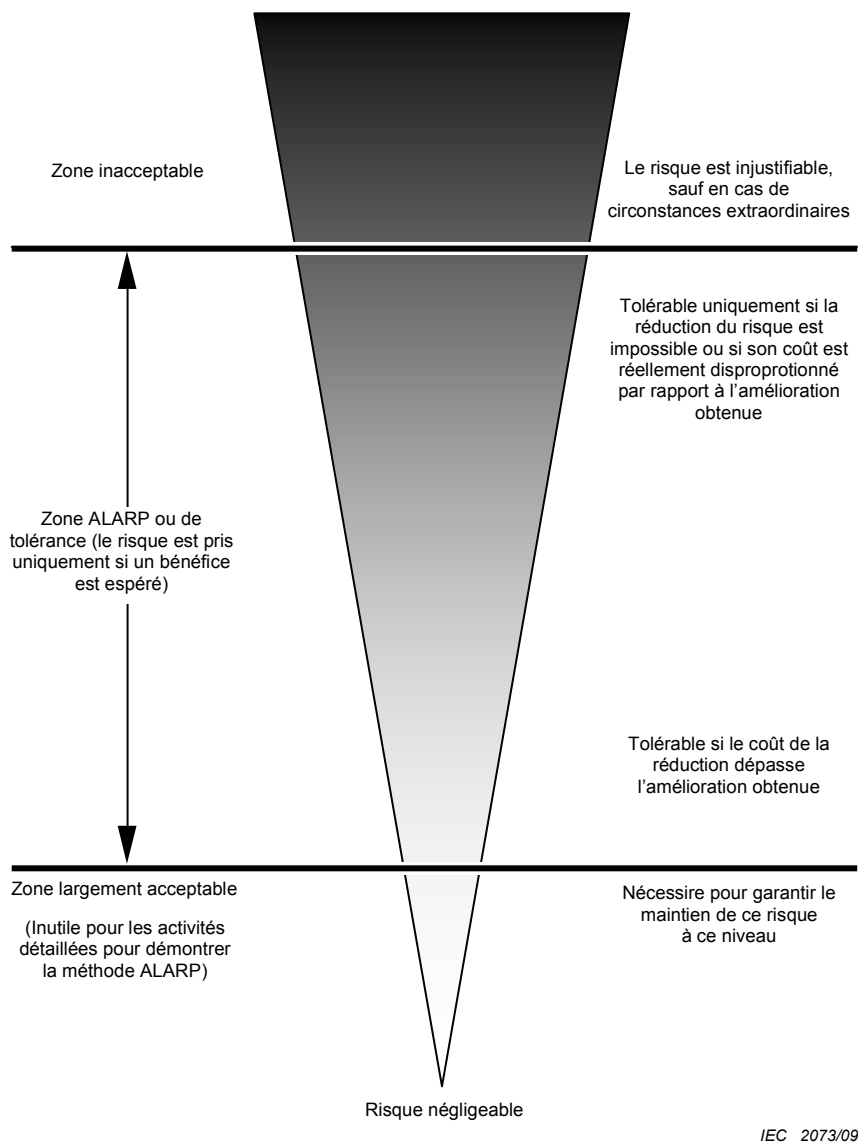 Zone inacceptable
Le risque est injustifiable,
sauf en cas de
circonstances extraordinaires
Tolérable uniquement si la
réduction du risque est
impossible ou si son coût est
réellement disproprotionné
par rapport à l'amélioration
obtenue
Zone ALARP ou de
tolérance (le risque est pris
uniquement si un bénéfice
est espéré)
Tolérable si le coût de la
réduction dépasse
l'amélioration obtenue
Zone largement acceptable
(Inutile pour les activités
détaillées pour démontrer
la méthode ALARP)
Nécessire pour garantir le
maintien de ce risque
à ce niveau
Risque négligeable
IEC 2073/09